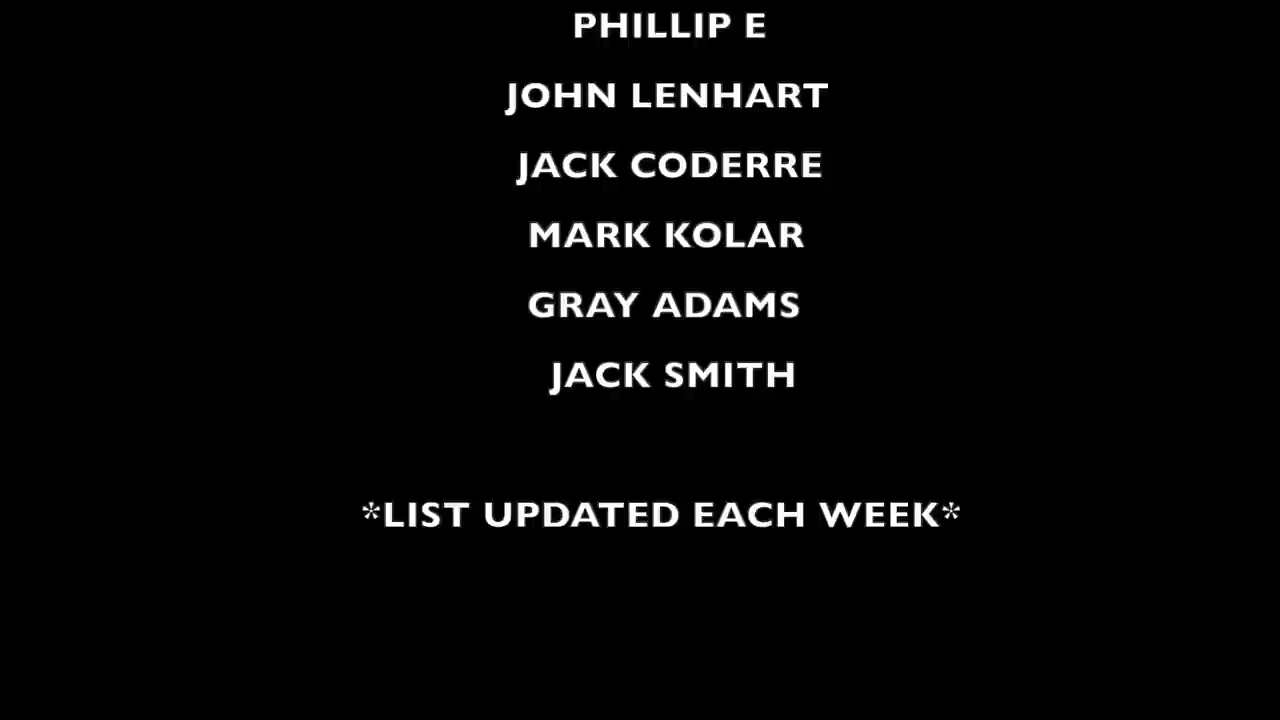 PHILLIP E
JOHN LENHART
JACK CODERRE
MARK KOLAR
GRAY ADAMS
JACK SMITH
*LIST UPDATED EACH WEEK*